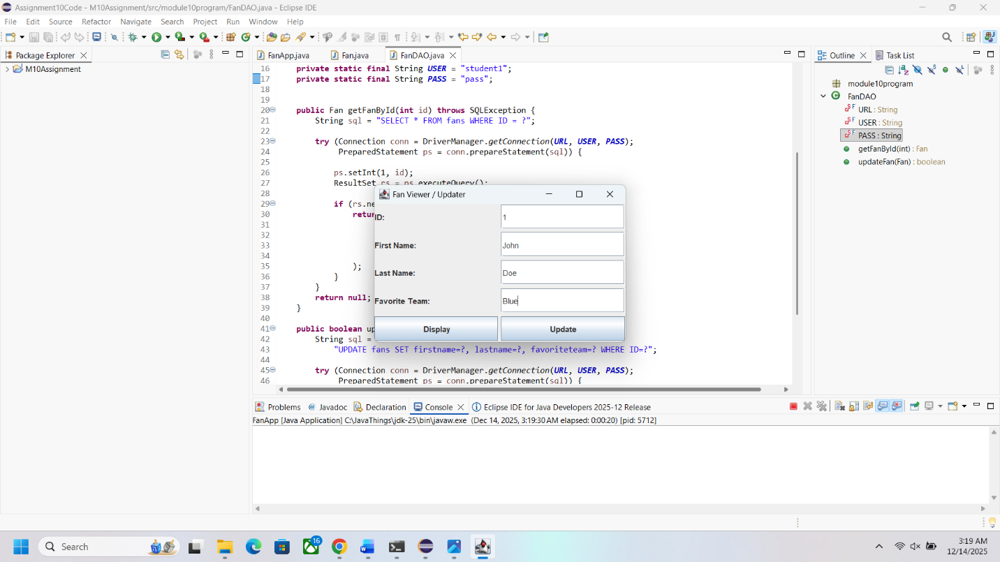 Assignment10Code - M10Assignment/src/module10program/FanDAO.java - Eclipse IDE
File Edit Source Refactor Navigate Search Project Run Window Help
Package Explorer
M10Assignment
FanApp.java Fan.java FanDAO.java
16 private static final String USER = "student1";
17 private static final String PASS = "pass";
18
19
20 public Fan getFanById(int id) throws SQLException {
21 String sql = "SELECT * FROM fans WHERE ID = ?";
22
23 try (Connection conn = DriverManager.getConnection(URL, USER, PASS);
24 PreparedStatement ps = conn.prepareStatement(sql)) {
25
26 ps.setInt(1, id);
27 ResultSet rs = ps.executeQuery();
28
29 if (rs.ne
30 retur
31
32
33
34
35 );
36 }
37 }
38 return null;
39 }
40
41 public boolean up
42 String sql =
43 "UPDATE fans SET firstname=?, lastname=?, favoriteteam=? WHERE ID=?";
44
45 try (Connection conn = DriverManager.getConnection(URL, USER, PASS);
46 PreparedStatement ps = conn.prepareStatement(sql)) {
Fan Viewer / Updater
ID: 1
First Name: John
Last Name: Doe
Favorite Team: Blue
Display Update
Outline Task List
module10program
FanDAO
URL : String
USER : String
PASS : String
getFanById(int) : Fan
updateFan(Fan) : boolean
Problems Javadoc Declaration Console Eclipse IDE for Java Developers 2025-12 Release
FanApp [Java Application] C:\JavaThings\jdk-25\bin\javaw.exe (Dec 14, 2025, 3:19:30 AM elapsed: 0:00:20) [pid: 5712]
Search
16
3:19 AM
12/14/2025